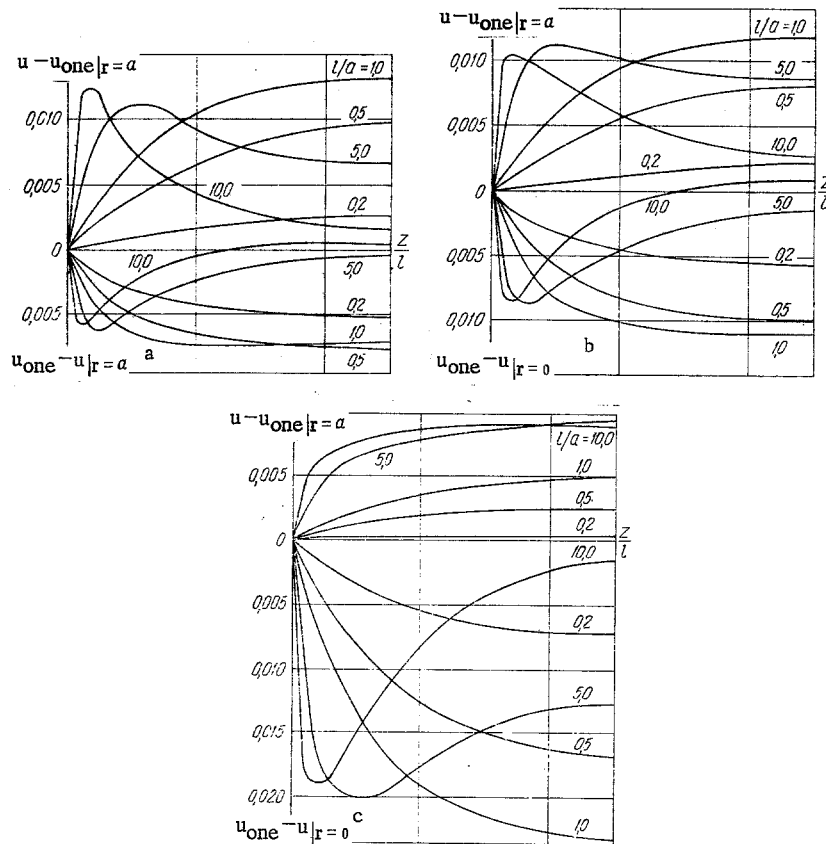 u – u_one|r = a
l/a = 1,0
0,010
0,5
5,0
0,005
10,0
0,2
0
z/l
10,0
5,0
0,2
0,005
1,0
0,5
u_one – u|r = a
a
u – u_one|r = a
l/a = 1,0
0,010
5,0
0,5
0,005
10,0
0,2
0
z/l
10,0
5,0
0,2
0,005
0,5
0,010
1,0
u_one – u|r = 0
b
u – u_one|r = a
l/a = 10,0
5,0
0,005
1,0
0,5
0,2
0
z/l
10,0
0,005
0,2
0,010
5,0
0,015
0,5
0,020
1,0
u_one – u|r = 0
c